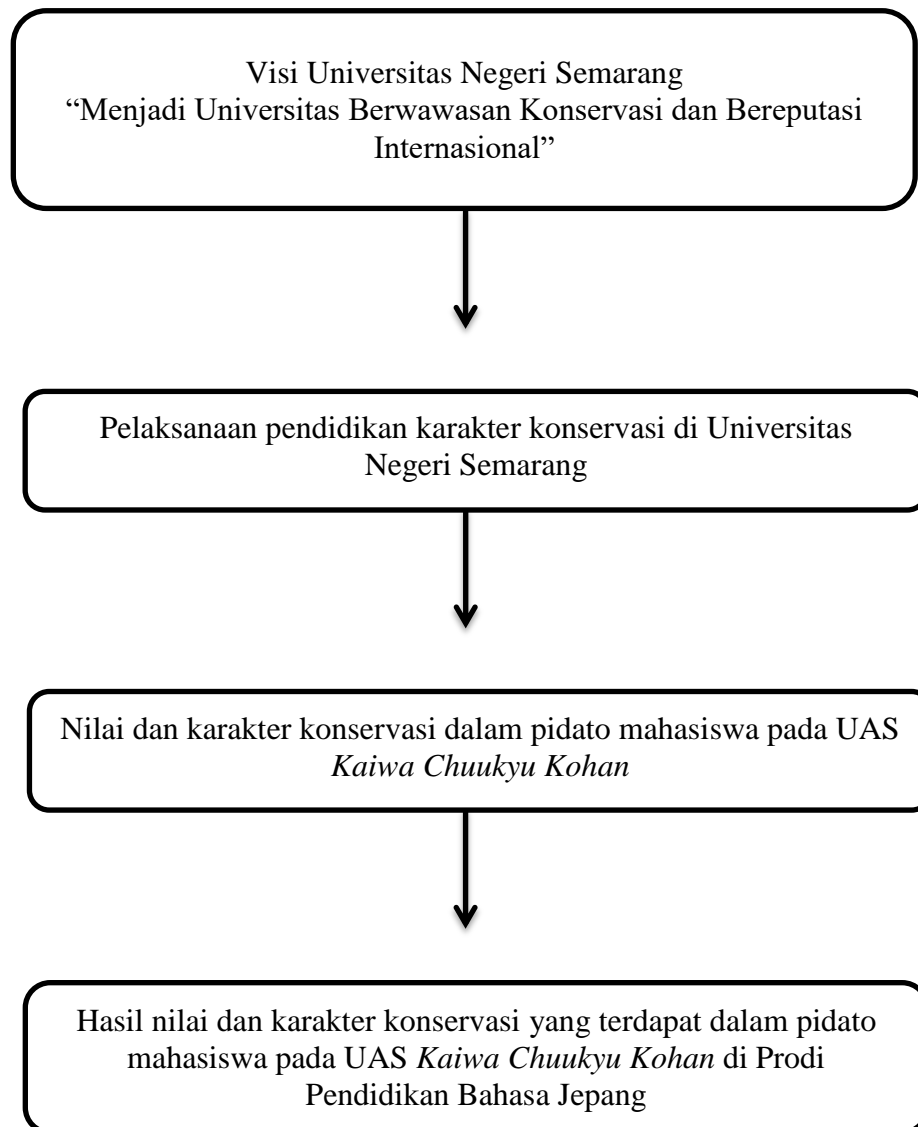 Visi Universitas Negeri Semarang
“Menjadi Universitas Berwawasan Konservasi dan Bereputasi
Internasional”
Pelaksanaan pendidikan karakter konservasi di Universitas
Negeri Semarang
Nilai dan karakter konservasi dalam pidato mahasiswa pada UAS
Kaiwa Chuukyu Kohan
Hasil nilai dan karakter konservasi yang terdapat dalam pidato
mahasiswa pada UAS Kaiwa Chuukyu Kohan di Prodi
Pendidikan Bahasa Jepang